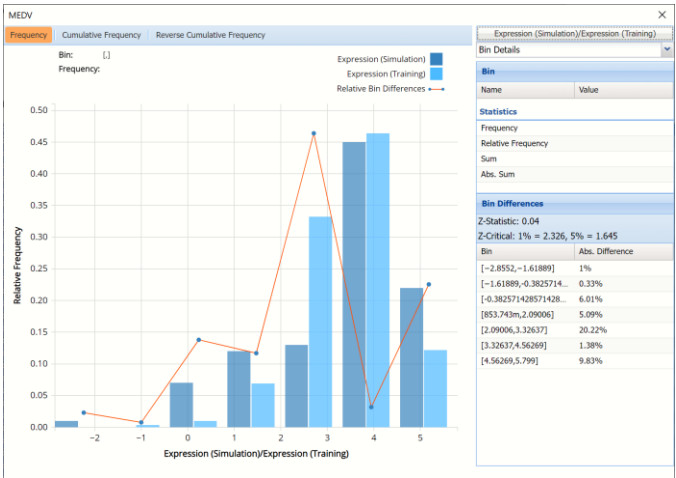 MEDV
Frequency Cumulative Frequency Reverse Cumulative Frequency
Bin: [,]
Frequency:
Expression (Simulation)
Expression (Training)
Relative Bin Differences
Relative Frequency
0.50
0.45
0.40
0.35
0.30
0.25
0.20
0.15
0.10
0.05
0.00
−2 −1 0 1 2 3 4 5
Expression (Simulation)/Expression (Training)
Expression (Simulation)/Expression (Training)
Bin Details
Bin
Name Value
Statistics
Frequency
Relative Frequency
Sum
Abs. Sum
Bin Differences
Z-Statistic: 0.04
Z-Critical: 1% = 2.326, 5% = 1.645
Bin Abs. Difference
[−2.8552,−1.61889] 1%
[−1.61889,-0.3825714... 0.33%
[-0.382571428571428... 6.01%
[853.743m,2.09006] 5.09%
[2.09006,3.32637] 20.22%
[3.32637,4.56269] 1.38%
[4.56269,5.799] 9.83%